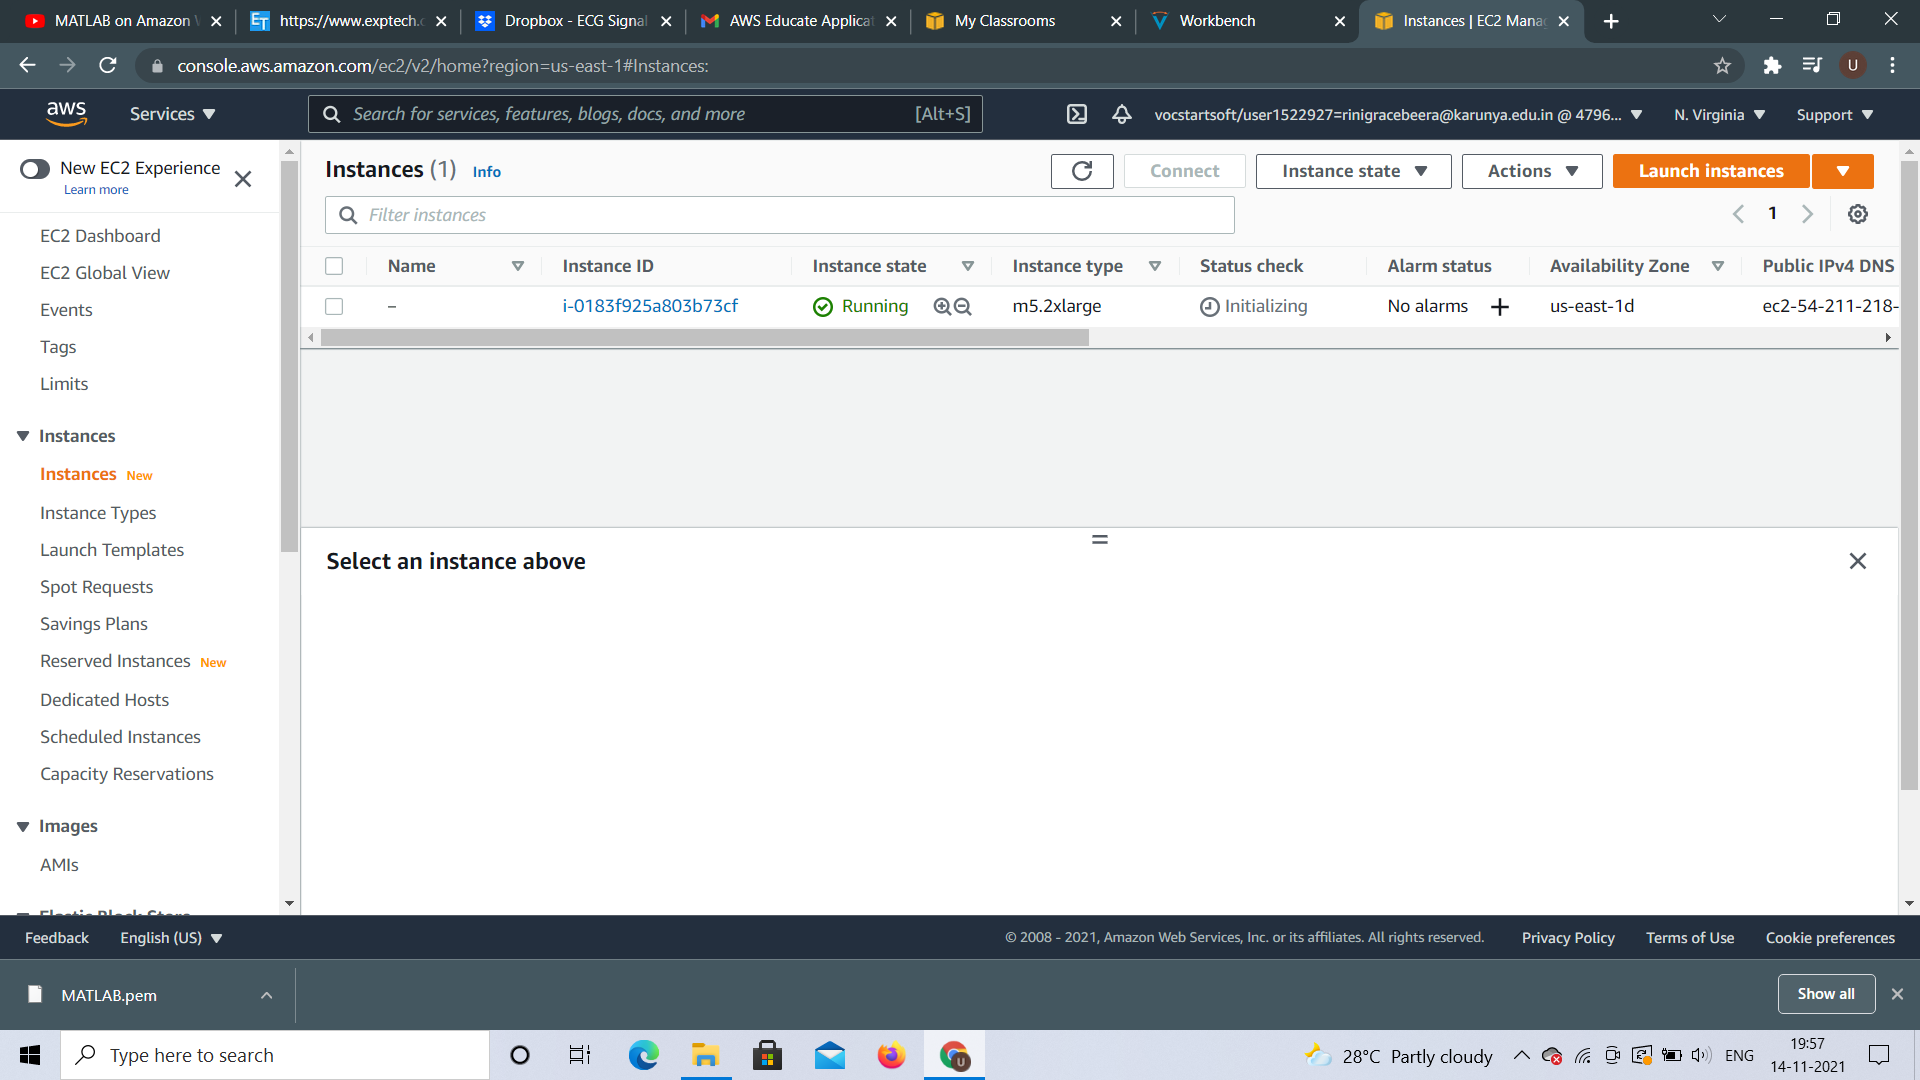 MATLAB on Amazon
https://www.exptech.
Dropbox - ECG Signal
AWS Educate Applicat
My Classrooms
Workbench
Instances | EC2 Mana
console.aws.amazon.com/ec2/v2/home?region=us-east-1#Instances:
U
aws
Services
Search for services, features, blogs, docs, and more
[Alt+S]
vocstartsoft/user1522927=rinigracebeera@karunya.edu.in @ 4796...
N. Virginia
Support
New EC2 Experience
Learn more
EC2 Dashboard
EC2 Global View
Events
Tags
Limits
Instances
Instances New
Instance Types
Launch Templates
Spot Requests
Savings Plans
Reserved Instances New
Dedicated Hosts
Scheduled Instances
Capacity Reservations
Images
AMIs
Elastic Block Store
Instances (1) Info
Connect
Instance state
Actions
Launch instances
Filter instances
1
Name Instance ID Instance state Instance type Status check Alarm status Availability Zone Public IPv4 DNS
– i-0183f925a803b73cf Running m5.2xlarge Initializing No alarms us-east-1d ec2-54-211-218-
Select an instance above
Feedback
English (US)
© 2008 - 2021, Amazon Web Services, Inc. or its affiliates. All rights reserved.
Privacy Policy
Terms of Use
Cookie preferences
MATLAB.pem
Show all
Type here to search
U
28°C Partly cloudy
ENG
19:57
14-11-2021